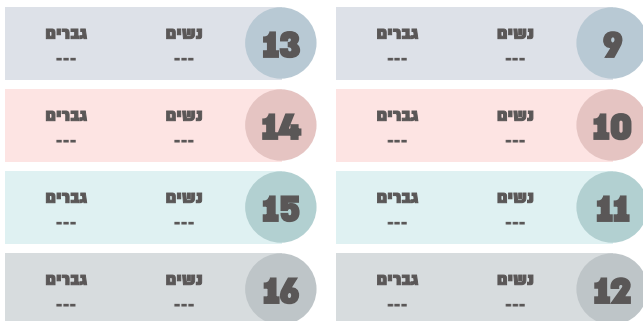 9 נשים גברים
--- ---
13 נשים גברים
--- ---
10 נשים גברים
--- ---
14 נשים גברים
--- ---
11 נשים גברים
--- ---
15 נשים גברים
--- ---
12 נשים גברים
--- ---
16 נשים גברים
--- ---